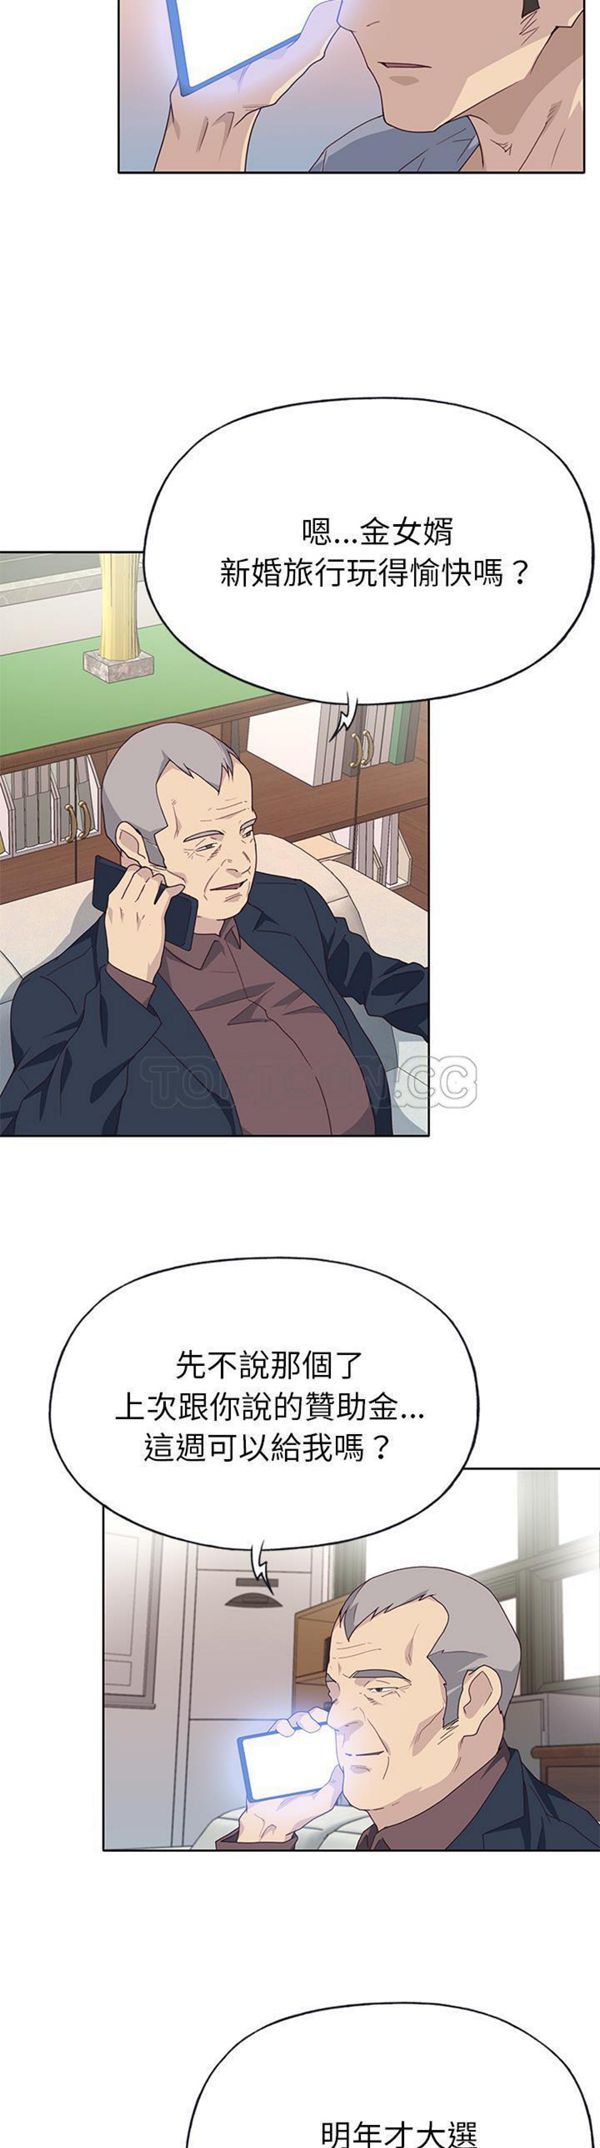 嗯...金女婿
新婚旅行玩得愉快嗎？
TOKTOON.CC
先不說那個了
上次跟你說的贊助金...
這週可以給我嗎？
明年才大選